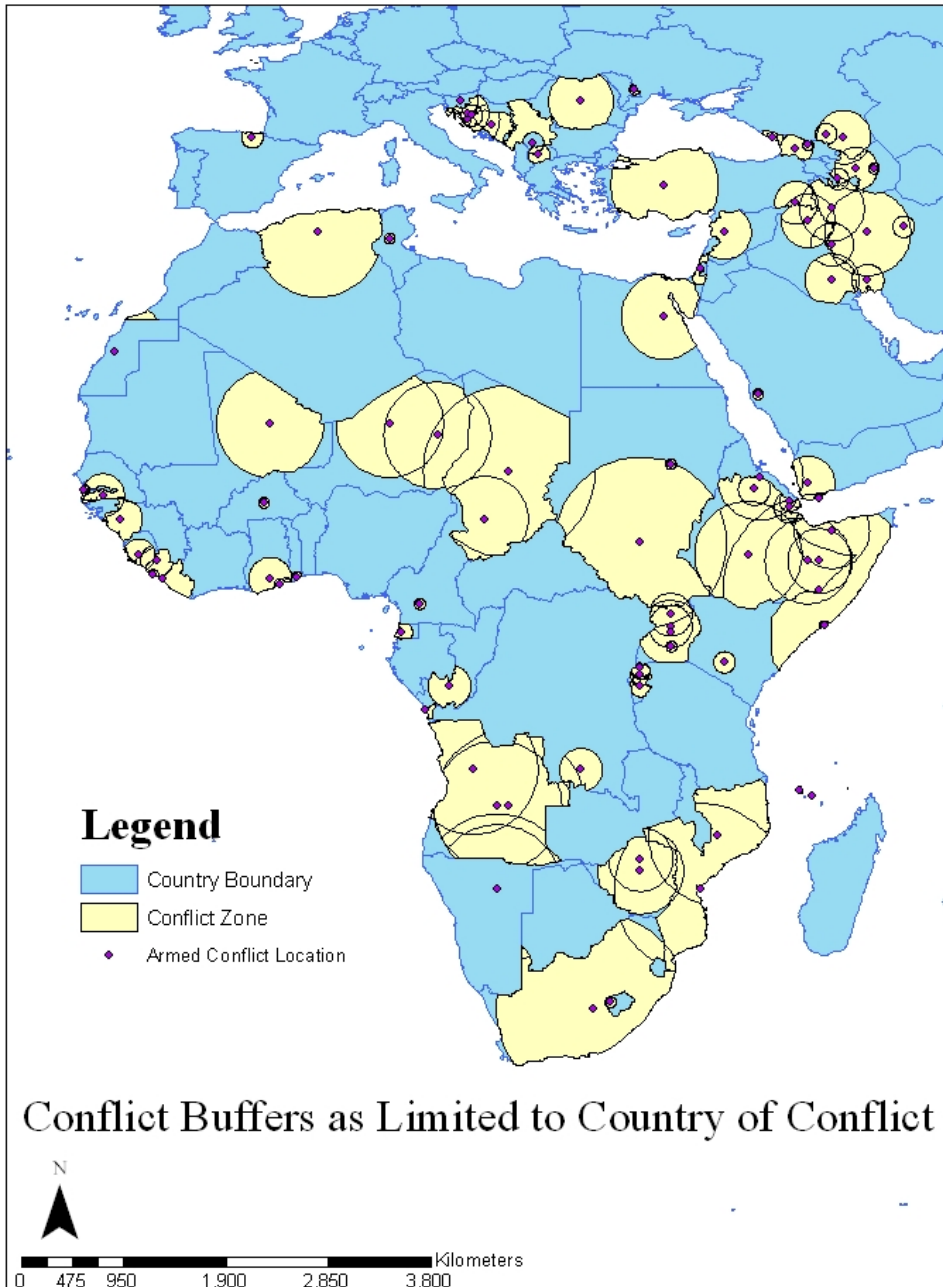 Legend
Country Boundary
Conflict Zone
Armed Conflict Location
Conflict Buffers as Limited to Country of Conflict
N
Kilometers
0 475 950 1.900 2.850 3.800